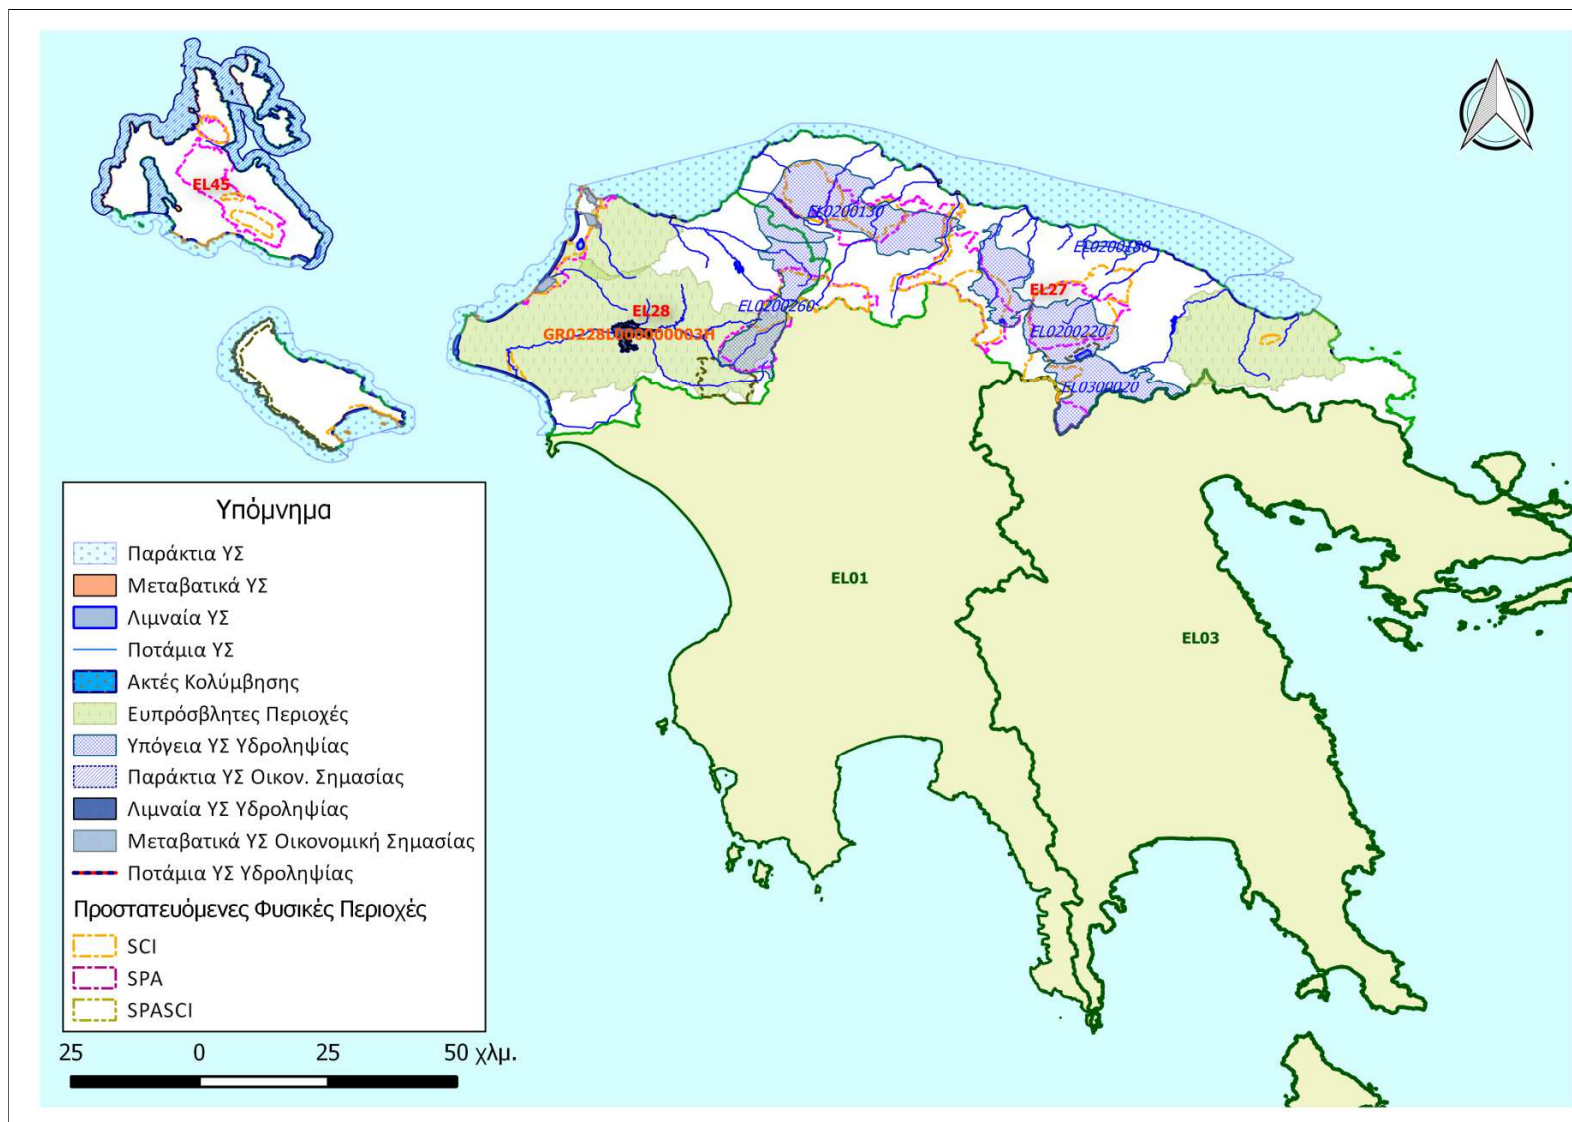 EL45
EL0200130
EL0200180
EL27
EL0200260
EL28
GR0228L000000003H
EL0200220
EL0300020
EL01
EL03
Υπόμνημα
Παράκτια ΥΣ
Μεταβατικά ΥΣ
Λιμναία ΥΣ
Ποτάμια ΥΣ
Ακτές Κολύμβησης
Ευπρόσβλητες Περιοχές
Υπόγεια ΥΣ Υδροληψίας
Παράκτια ΥΣ Οικον. Σημασίας
Λιμναία ΥΣ Υδροληψίας
Μεταβατικά ΥΣ Οικονομική Σημασίας
Ποτάμια ΥΣ Υδροληψίας
Προστατευόμενες Φυσικές Περιοχές
SCI
SPA
SPASCI
25 0 25 50 χλμ.